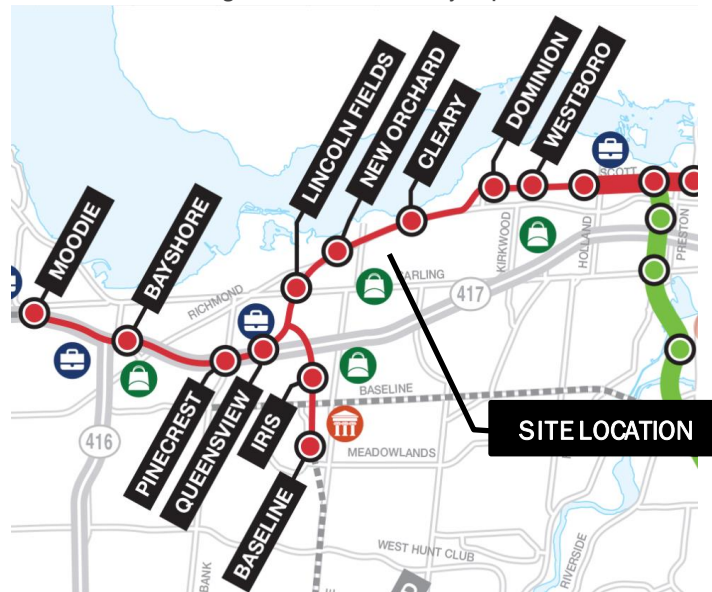 LINCOLN FIELDS
NEW ORCHARD
CLEARY
DOMINION
WESTBORO
SCOTT
MOODIE
BAYSHORE
KIRKWOOD
HOLLAND
PRESTON
RICHMOND
CARLING
417
BASELINE
416
PINECREST
QUEENSVIEW
IRIS
BASELINE
SITE LOCATION
MEADOWLANDS
WEST HUNT CLUB
RIVERSIDE
BANK